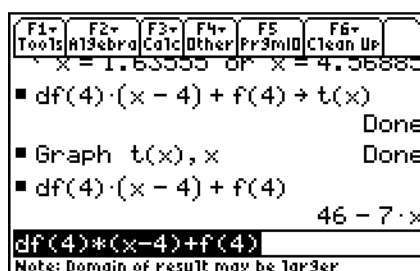 F1▾ F2▾ F3▾ F4▾ F5 F6▾
Tools Algebra Calc Other PrgmIO Clean Up
x = 1.63555 or x = 4.56885
▪ df(4)·(x − 4) + f(4) → t(x)
Done
▪ Graph t(x),x Done
▪ df(4)·(x − 4) + f(4)
46 − 7·x
df(4)*(x-4)+f(4)
Note: Domain of result may be larger